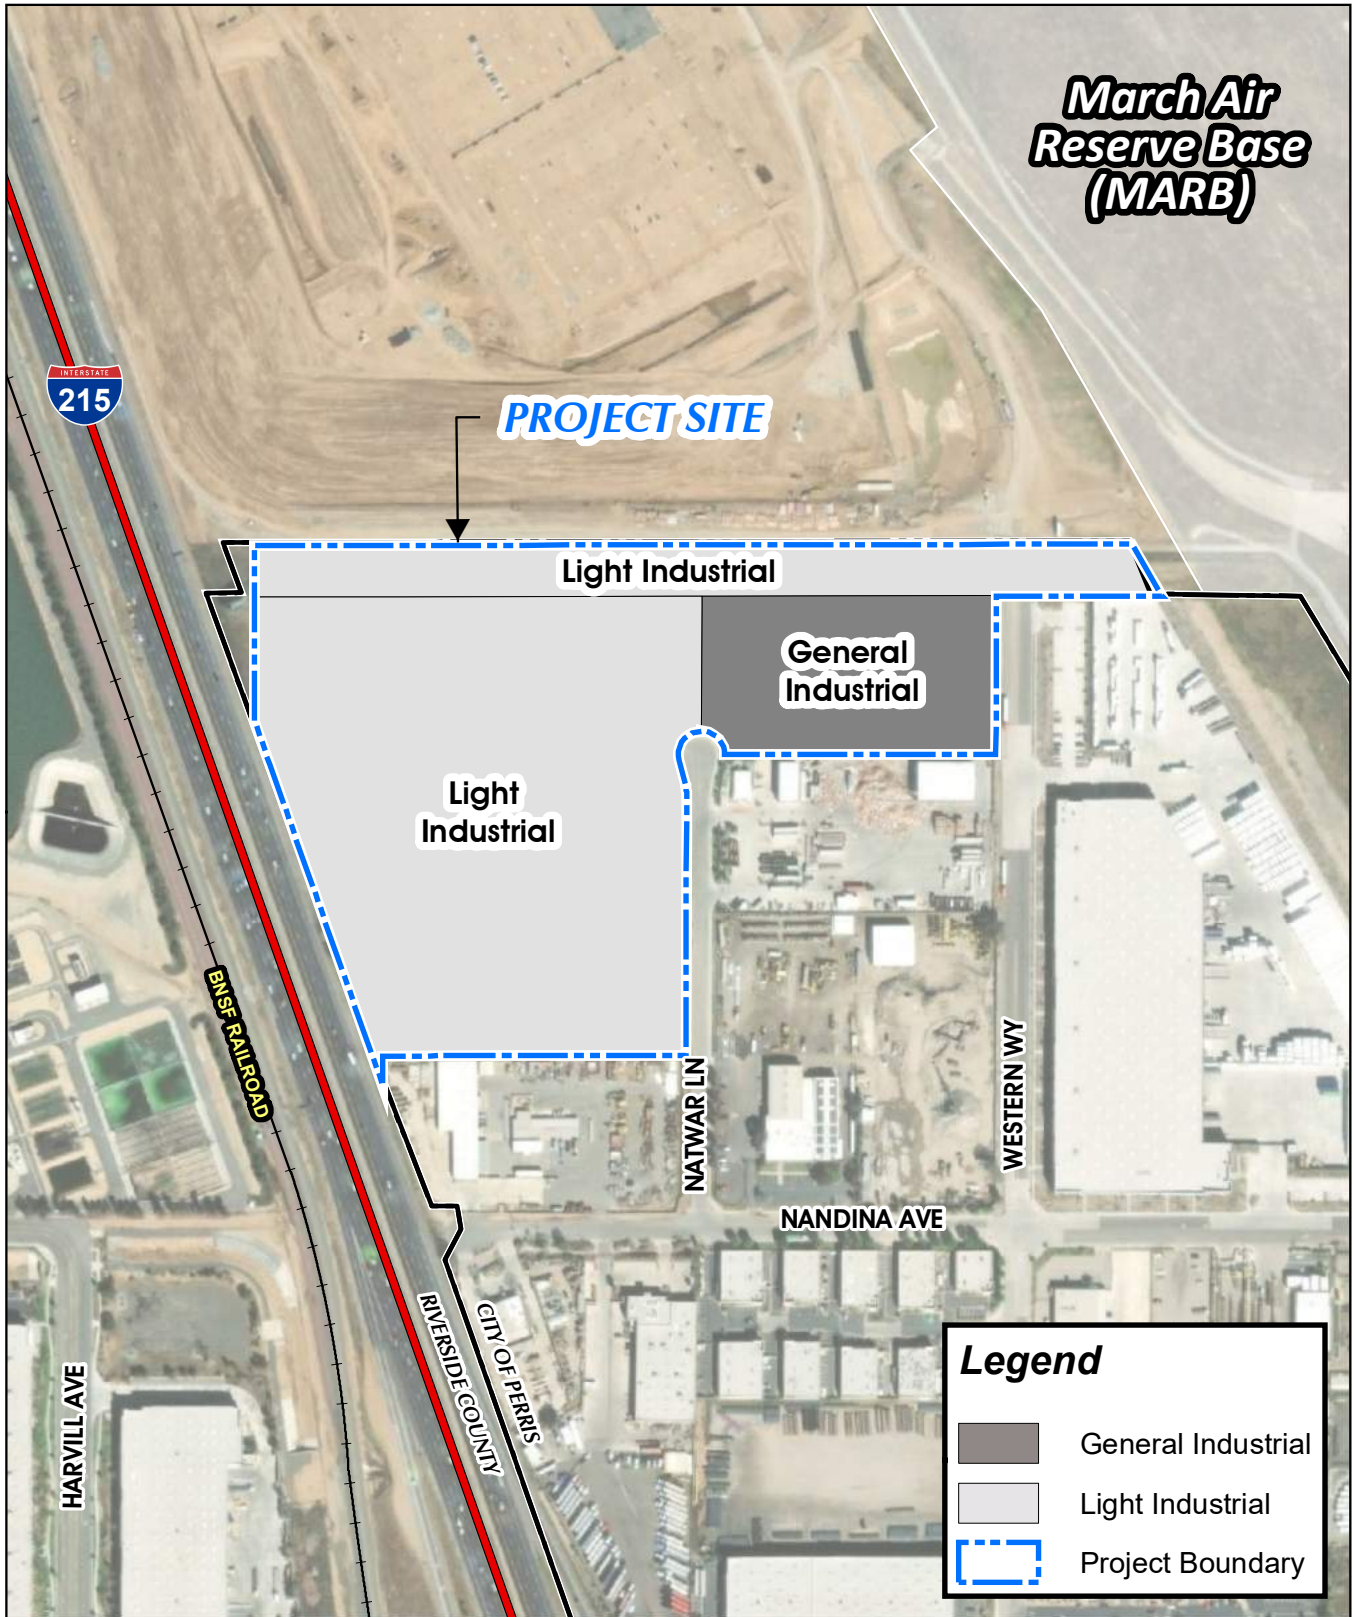 March Air
Reserve Base
(MARB)
INTERSTATE
215
PROJECT SITE
Light Industrial
General
Industrial
Light
Industrial
BNSF RAILROAD
NATWAR LN
WESTERN WY
NANDINA AVE
RIVERSIDE COUNTY
CITY OF PERRIS
HARVILL AVE
Legend
General Industrial
Light Industrial
Project Boundary